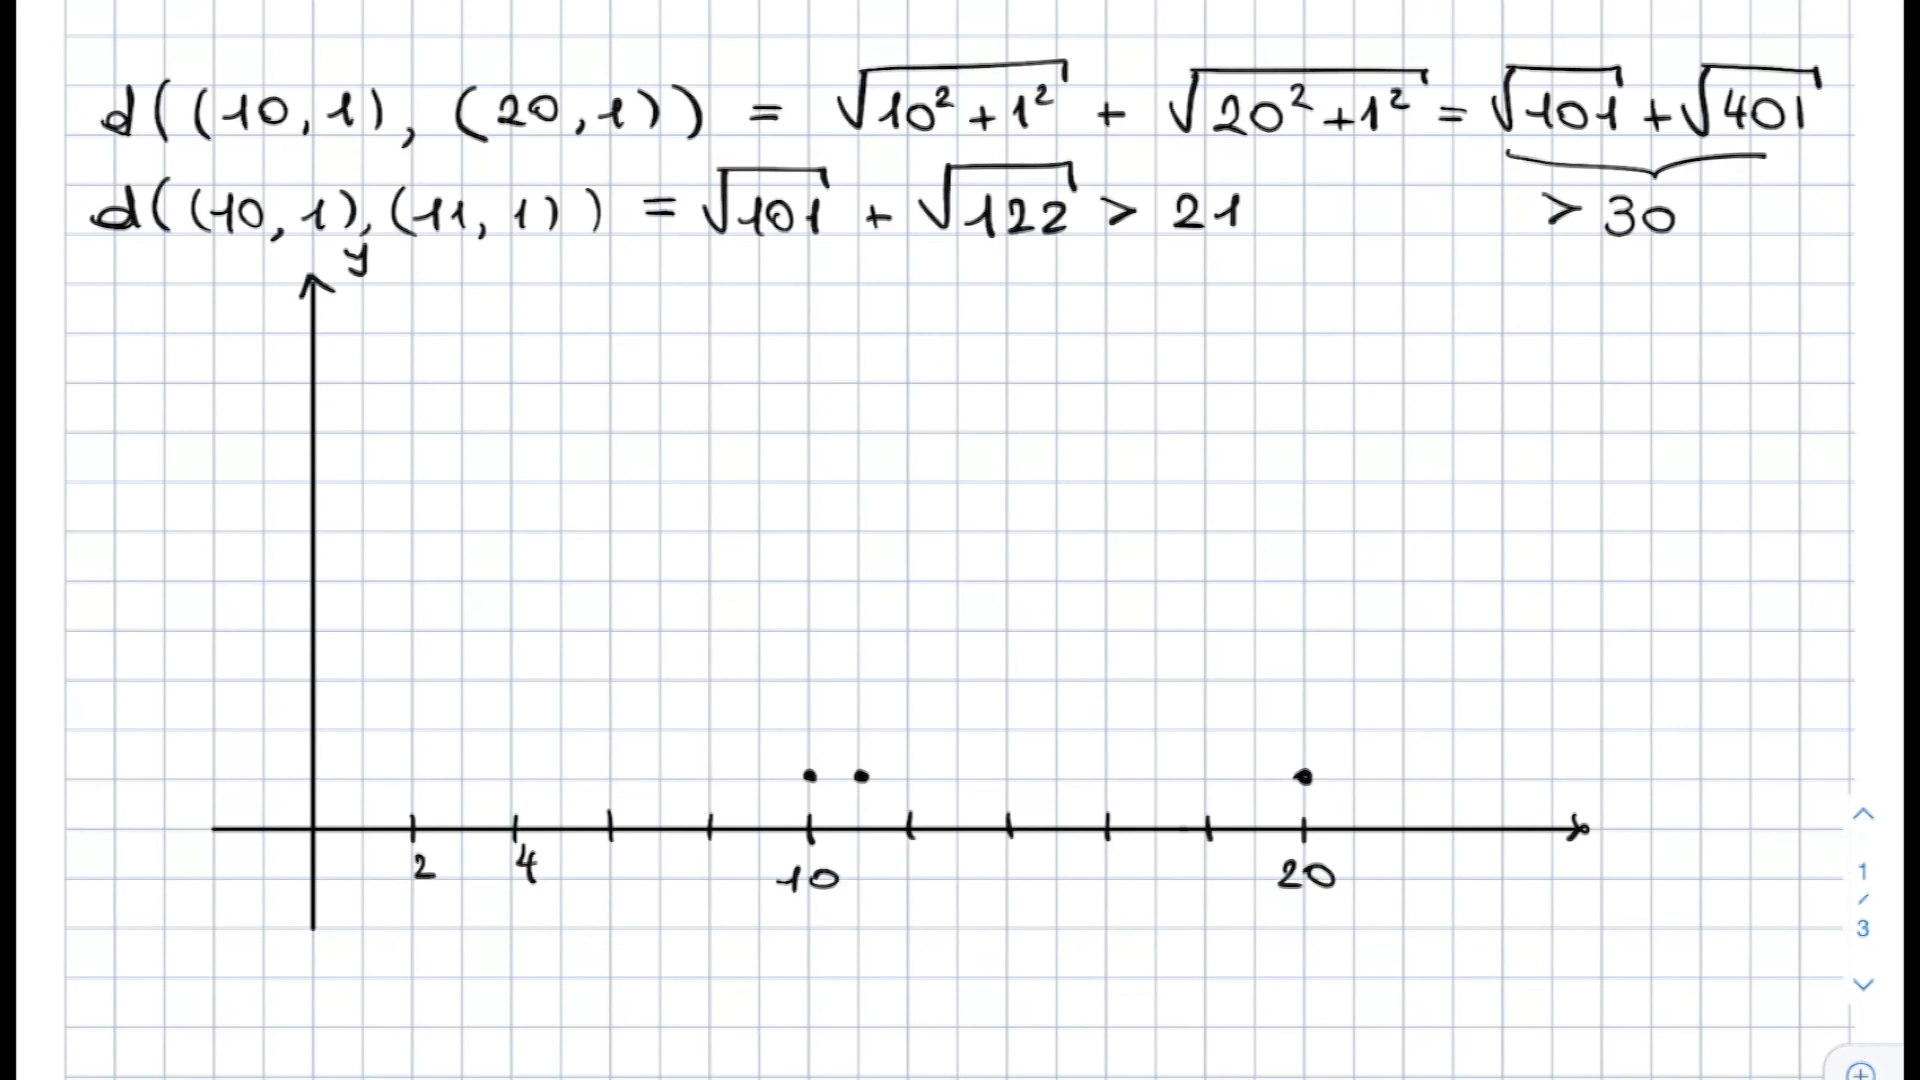 d((10,1), (20,1)) = √10² + 1² + √20² + 1² = √101 + √401
d((10,1),(11,1)) = √101 + √122 > 21
> 30
y
2 4 10 20
1
/
3